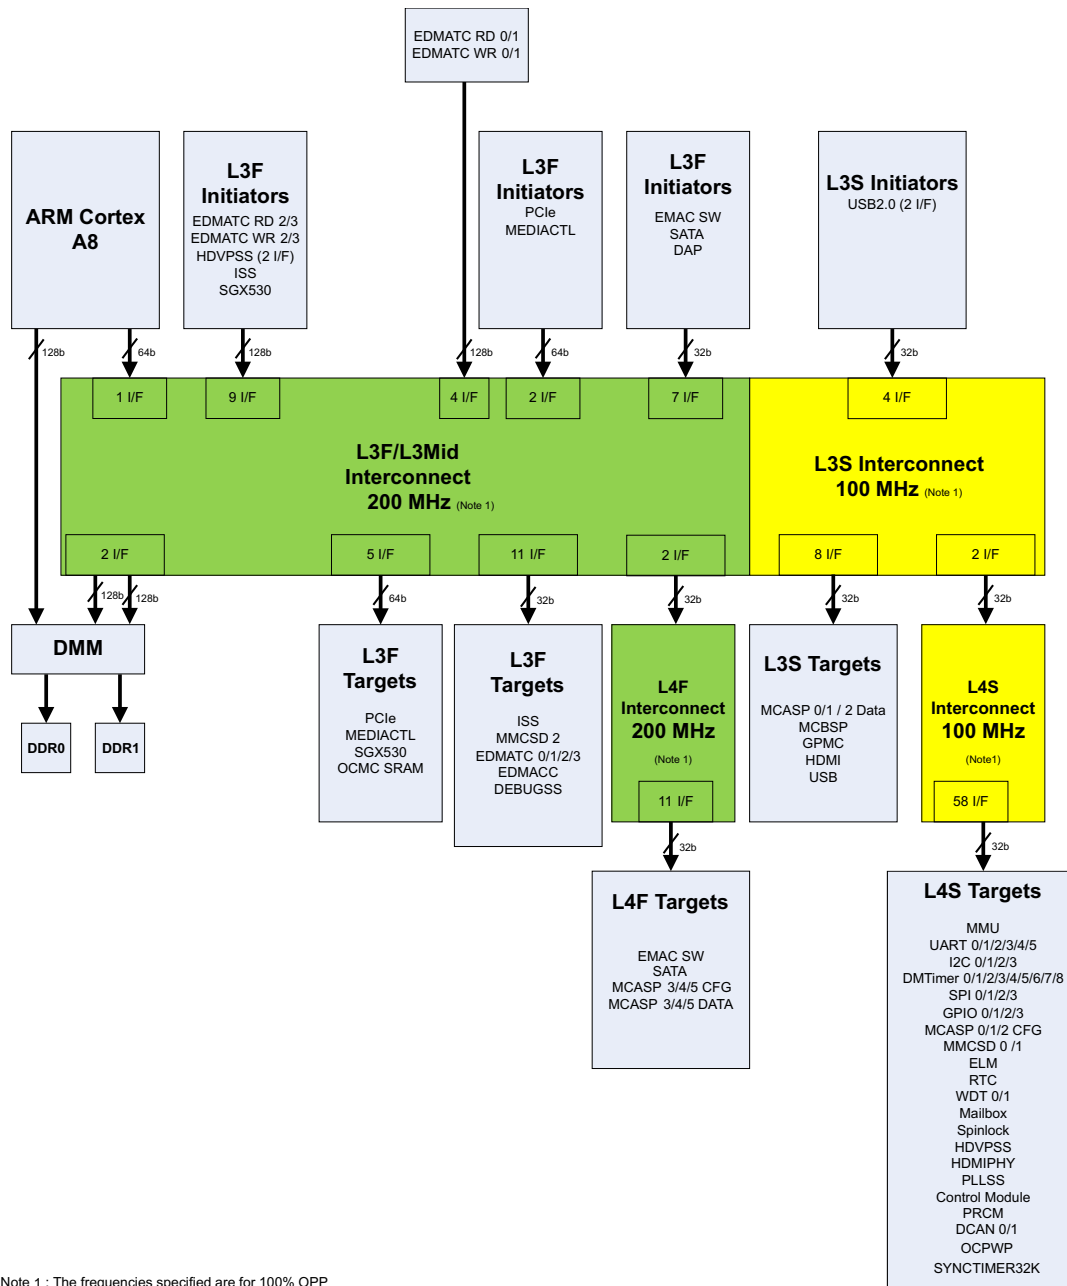 EDMATC RD 0/1
EDMATC WR 0/1
ARM Cortex
A8
L3F
Initiators
EDMATC RD 2/3
EDMATC WR 2/3
HDVPSS (2 I/F)
ISS
SGX530
L3F
Initiators
PCIe
MEDIACTL
L3F
Initiators
EMAC SW
SATA
DAP
L3S Initiators
USB2.0 (2 I/F)
128b
64b
128b
128b
64b
32b
32b
1 I/F
9 I/F
4 I/F
2 I/F
7 I/F
4 I/F
L3F/L3Mid
Interconnect
200 MHz (Note 1)
L3S Interconnect
100 MHz (Note 1)
2 I/F
5 I/F
11 I/F
2 I/F
8 I/F
2 I/F
128b
128b
64b
32b
32b
32b
32b
DMM
DDR0
DDR1
L3F
Targets
PCIe
MEDIACTL
SGX530
OCMC SRAM
L3F
Targets
ISS
MMCSD 2
EDMATC 0/1/2/3
EDMACC
DEBUGSS
L4F
Interconnect
200 MHz
(Note 1)
11 I/F
L3S Targets
MCASP 0/1 / 2 Data
MCBSP
GPMC
HDMI
USB
L4S
Interconnect
100 MHz
(Note1)
58 I/F
32b
32b
L4F Targets
EMAC SW
SATA
MCASP 3/4/5 CFG
MCASP 3/4/5 DATA
L4S Targets
MMU
UART 0/1/2/3/4/5
I2C 0/1/2/3
DMTimer 0/1/2/3/4/5/6/7/8
SPI 0/1/2/3
GPIO 0/1/2/3
MCASP 0/1/2 CFG
MMCSD 0 /1
ELM
RTC
WDT 0/1
Mailbox
Spinlock
HDVPSS
HDMIPHY
PLLSS
Control Module
PRCM
DCAN 0/1
OCPWP
SYNCTIMER32K
Note 1 : The frequencies specified are for 100% OPP